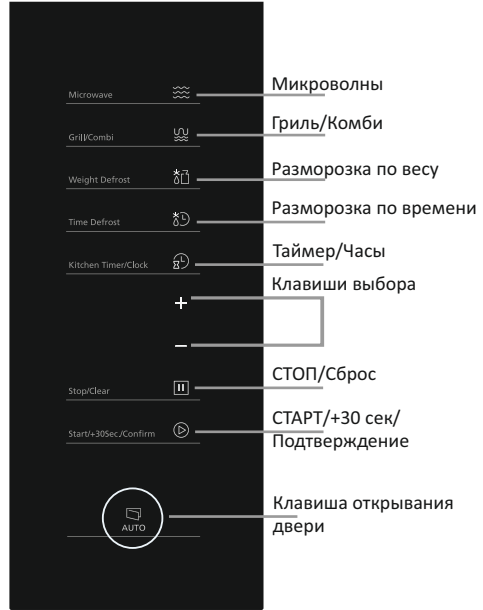 Microwave
Микроволны
Grill/Combi
Гриль/Комби
Weight Defrost
Разморозка по весу
Time Defrost
Разморозка по времени
Kitchen Timer/Clock
Таймер/Часы
Клавиши выбора
+
−
Stop/Clear
СТОП/Сброс
Start/+30Sec./Confirm
СТАРТ/+30 сек/
Подтверждение
AUTO
Клавиша открывания
двери